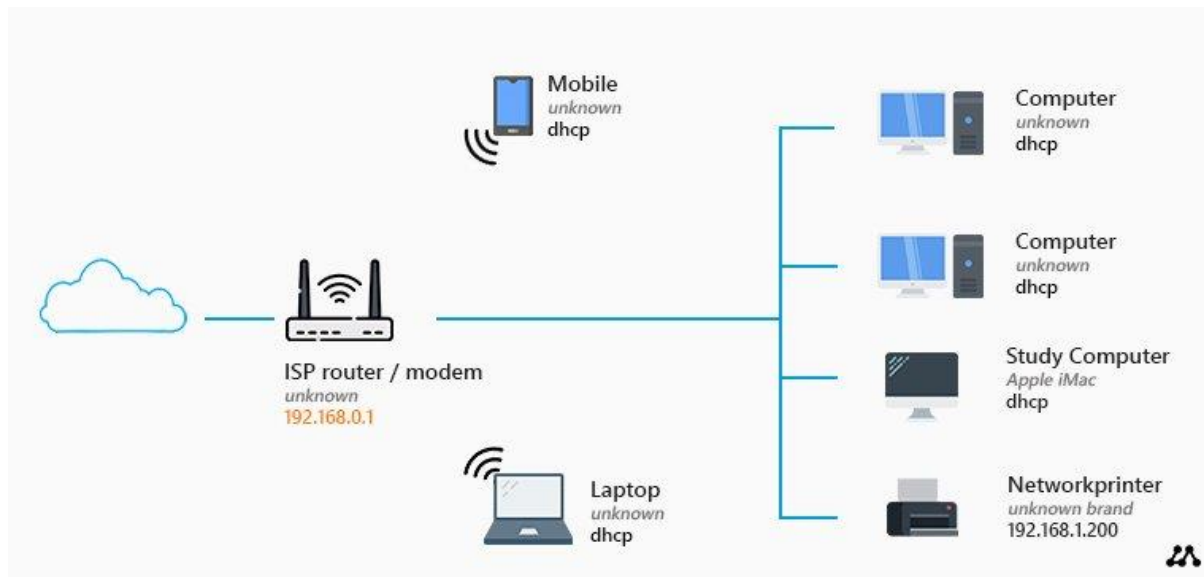 Mobile
unknown
dhcp
Computer
unknown
dhcp
Computer
unknown
dhcp
ISP router / modem
unknown
192.168.0.1
Study Computer
Apple iMac
dhcp
Laptop
unknown
dhcp
Networkprinter
unknown brand
192.168.1.200